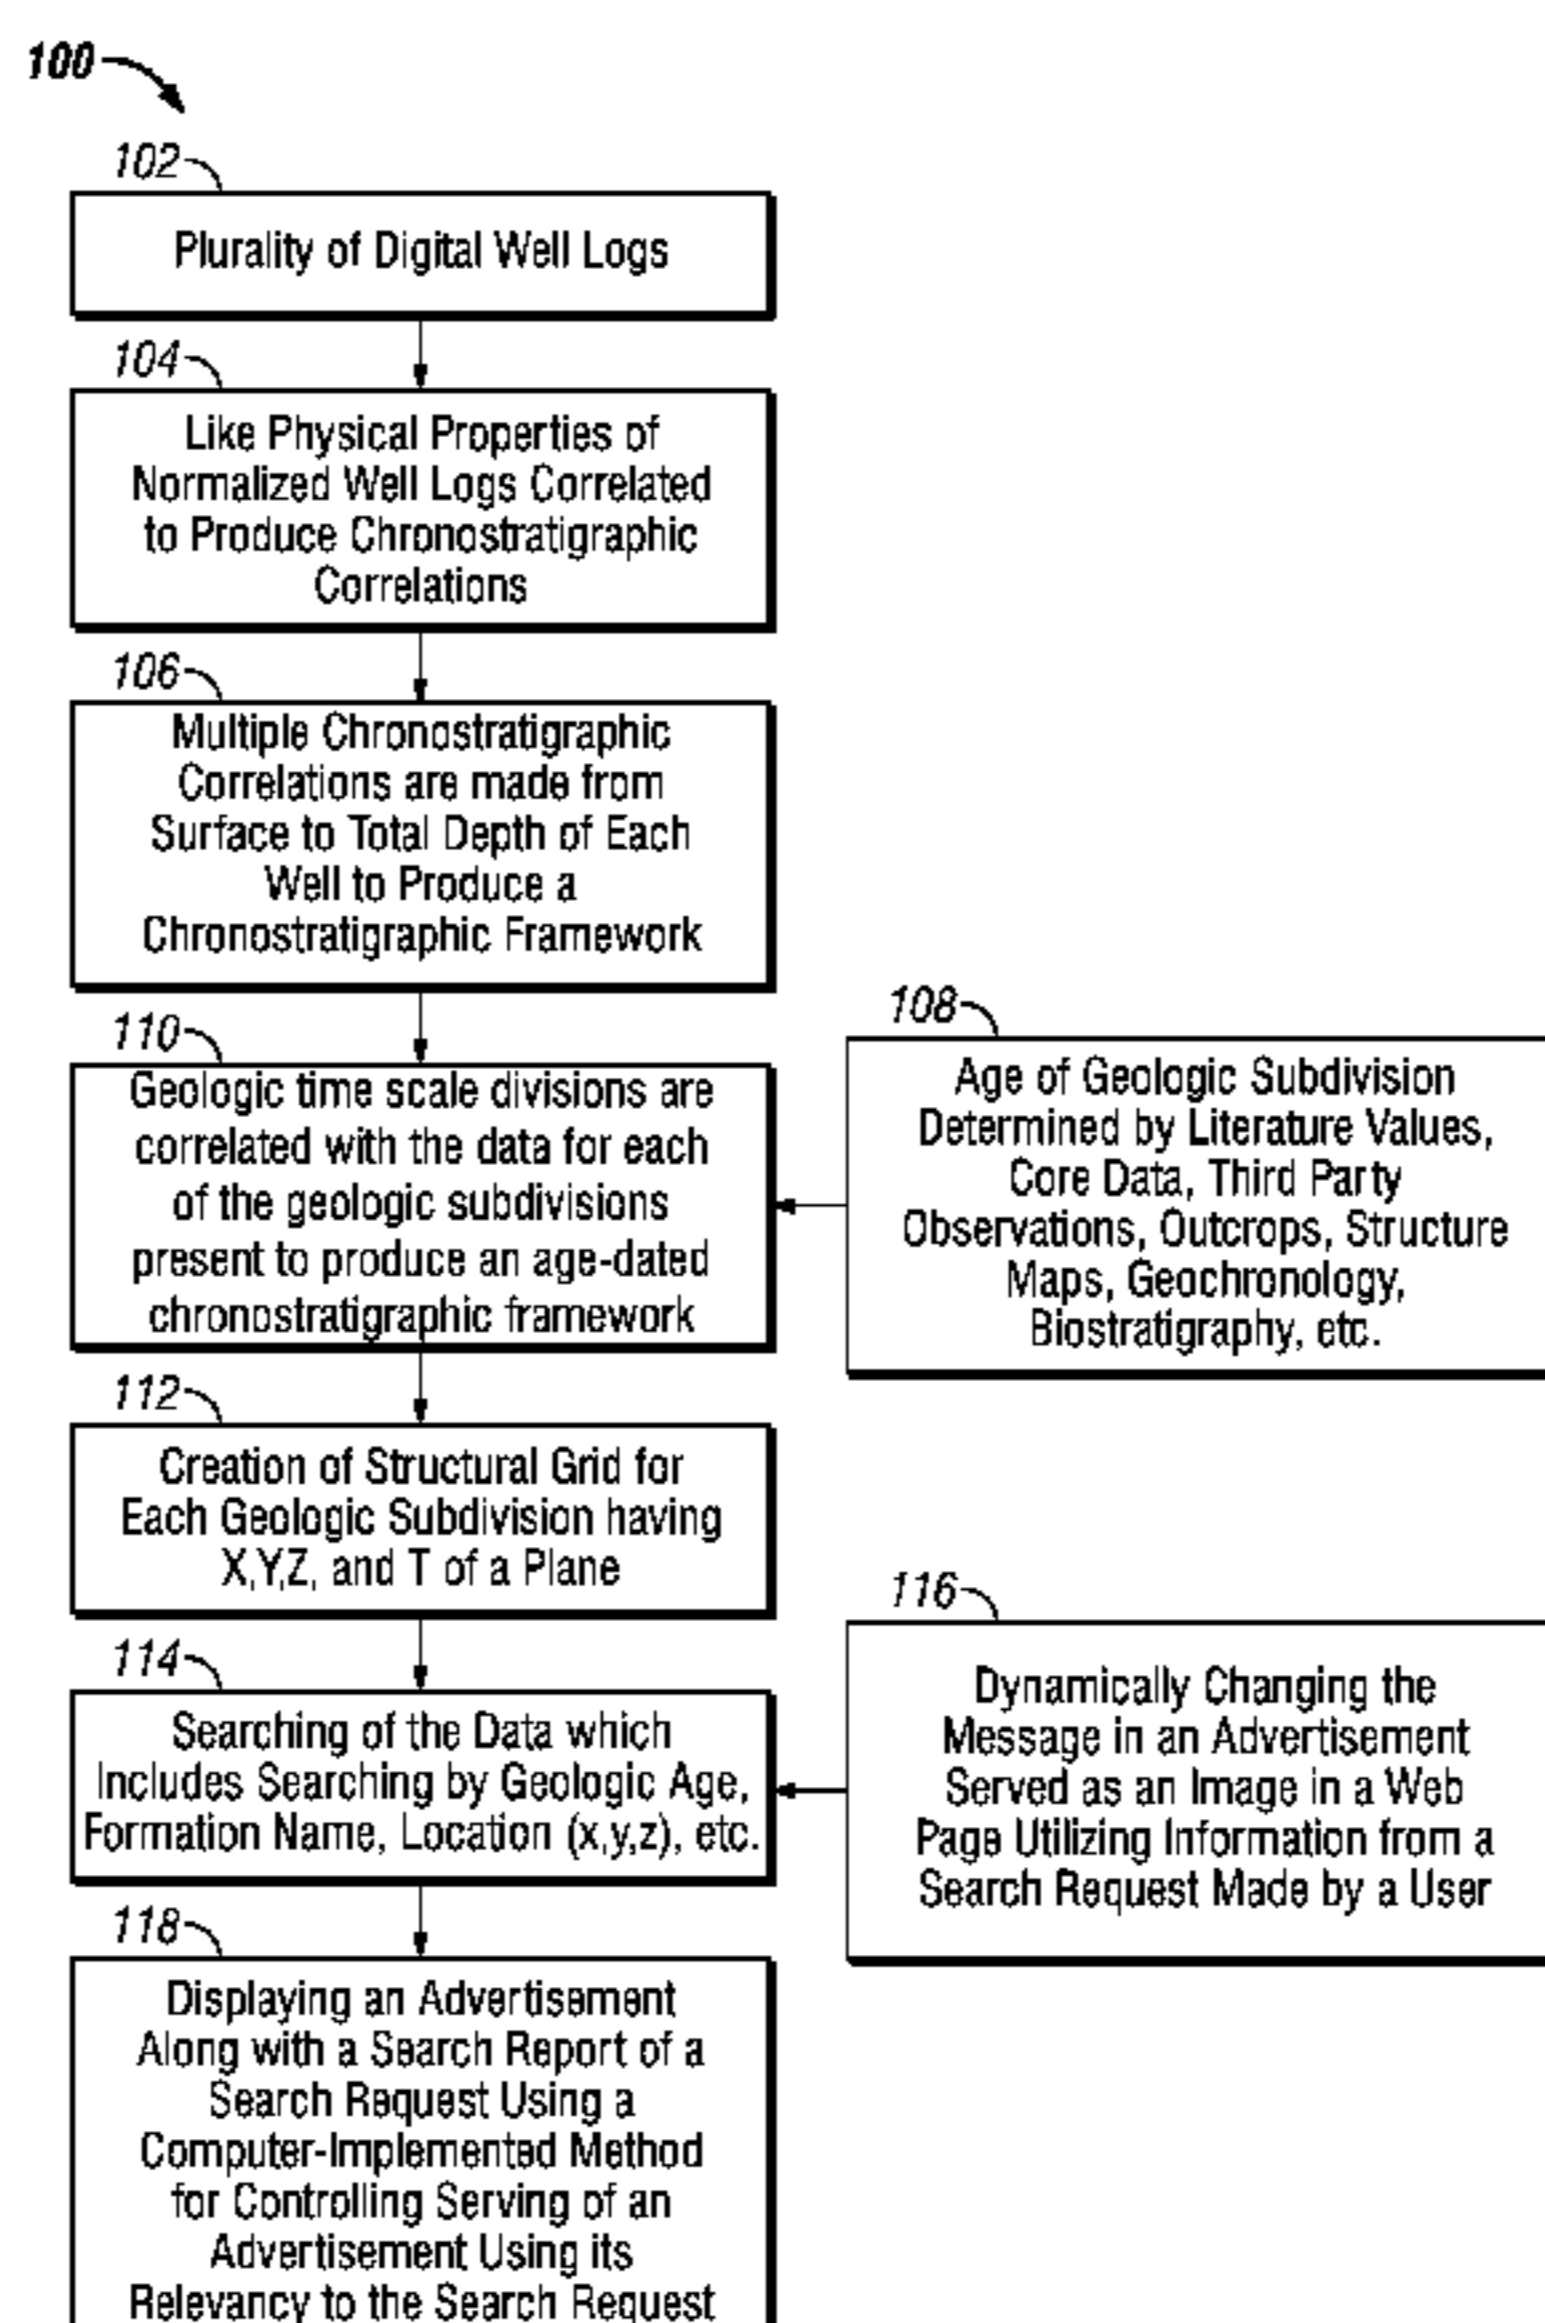 100
102
Plurality of Digital Well Logs
104
Like Physical Properties of
Normalized Well Logs Correlated
to Produce Chronostratigraphic
Correlations
106
Multiple Chronostratigraphic
Correlations are made from
Surface to Total Depth of Each
Well to Produce a
Chronostratigraphic Framework
108
Age of Geologic Subdivision
Determined by Literature Values,
Core Data, Third Party
Observations, Outcrops, Structure
Maps, Geochronology,
Biostratigraphy, etc.
110
Geologic time scale divisions are
correlated with the data for each
of the geologic subdivisions
present to produce an age-dated
chronostratigraphic framework
112
Creation of Structural Grid for
Each Geologic Subdivision having
X,Y,Z, and T of a Plane
114
Searching of the Data which
Includes Searching by Geologic Age,
Formation Name, Location (x,y,z), etc.
116
Dynamically Changing the
Message in an Advertisement
Served as an Image in a Web
Page Utilizing Information from a
Search Request Made by a User
118
Displaying an Advertisement
Along with a Search Report of a
Search Request Using a
Computer-Implemented Method
for Controlling Serving of an
Advertisement Using its
Relevancy to the Search Request